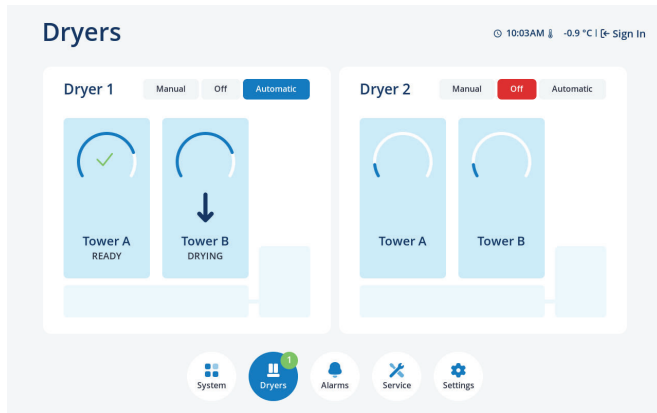 Dryers
10:03AM -0.9 °C | Sign In
Dryer 1 Manual Off Automatic
Dryer 2 Manual Off Automatic
Tower A
READY
Tower B
DRYING
Tower A
Tower B
System
Dryers 1
Alarms
Service
Settings